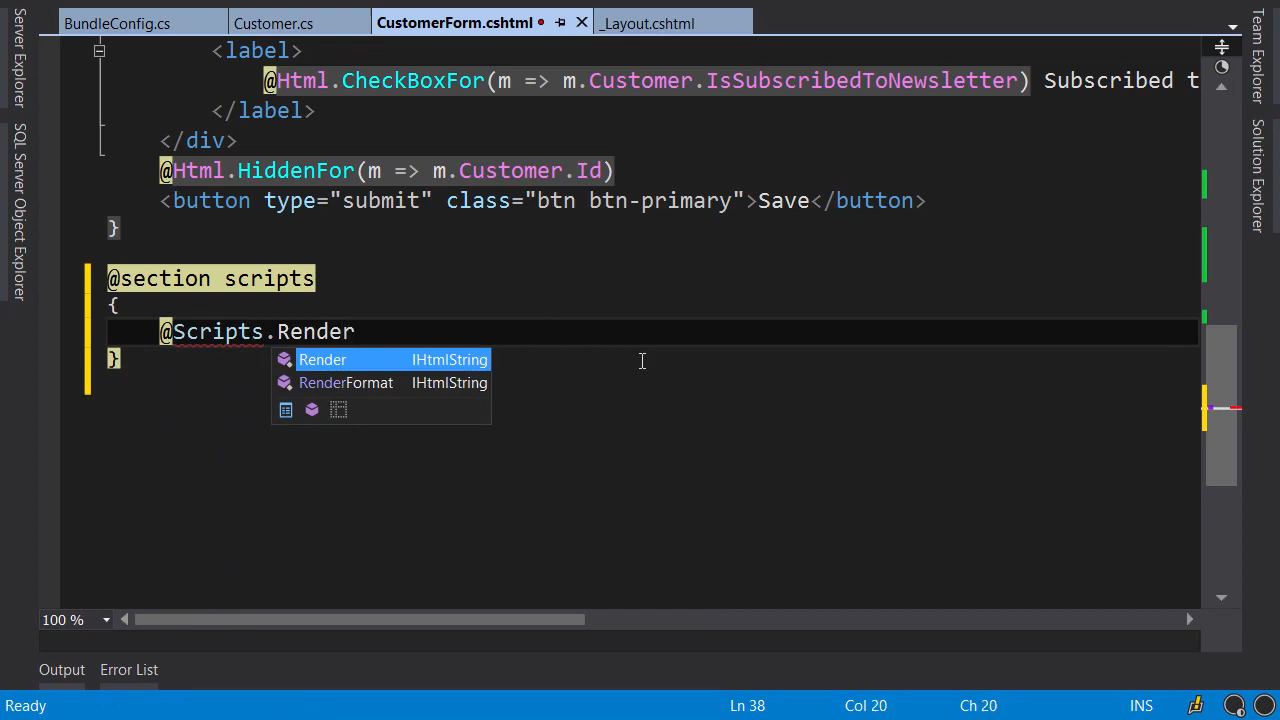 BundleConfig.cs
Customer.cs
CustomerForm.cshtml
_Layout.cshtml
Server Explorer
SQL Server Object Explorer
Team Explorer
Solution Explorer
<label>
@Html.CheckBoxFor(m => m.Customer.IsSubscribedToNewsletter) Subscribed t
</label>
</div>
@Html.HiddenFor(m => m.Customer.Id)
<button type="submit" class="btn btn-primary">Save</button>
}
@section scripts
{
@Scripts.Render
}
Render IHtmlString
RenderFormat IHtmlString
100 %
Output Error List
Ready Ln 38 Col 20 Ch 20 INS